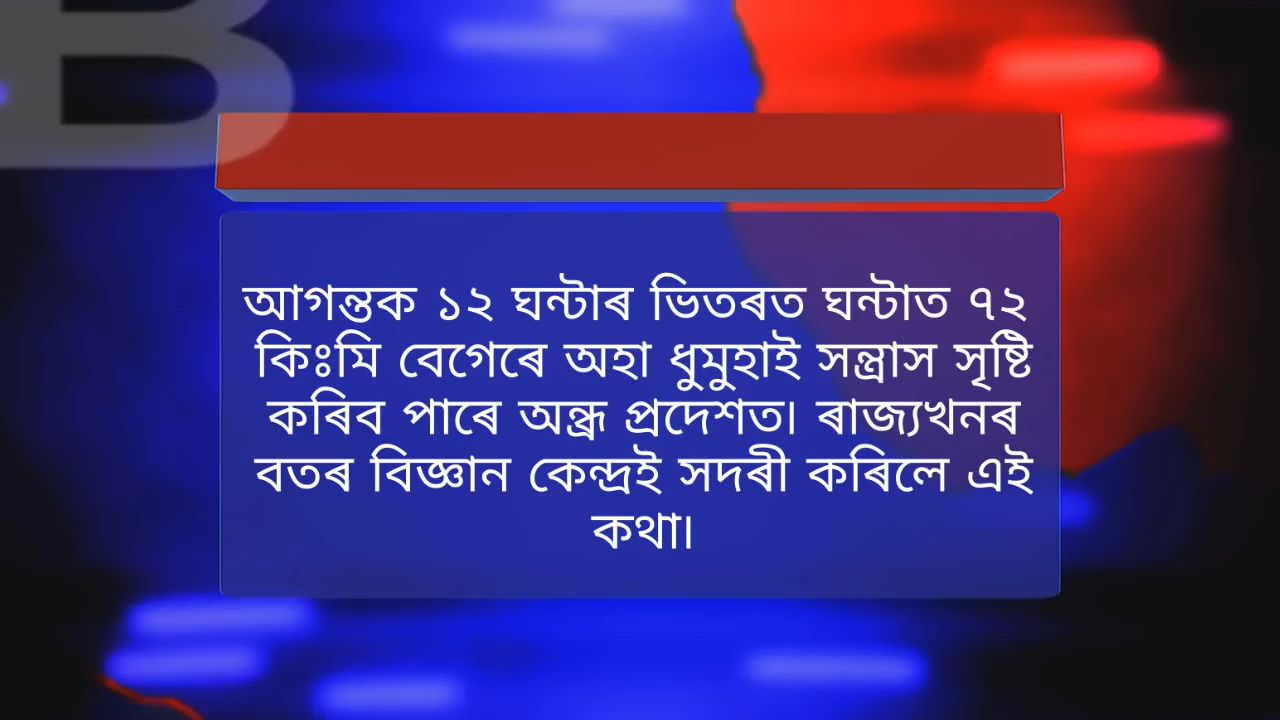 আগন্তক ১২ ঘন্টাৰ ভিতৰত ঘন্টাত ৭২
কিঃমি বেগেৰে অহা ধুমুহাই সন্ত্ৰাস সৃষ্টি
কৰিব পাৰে অন্ধ্ৰ প্ৰদেশত। ৰাজ্যখনৰ
বতৰ বিজ্ঞান কেন্দ্ৰই সদৰী কৰিলে এই
কথা।